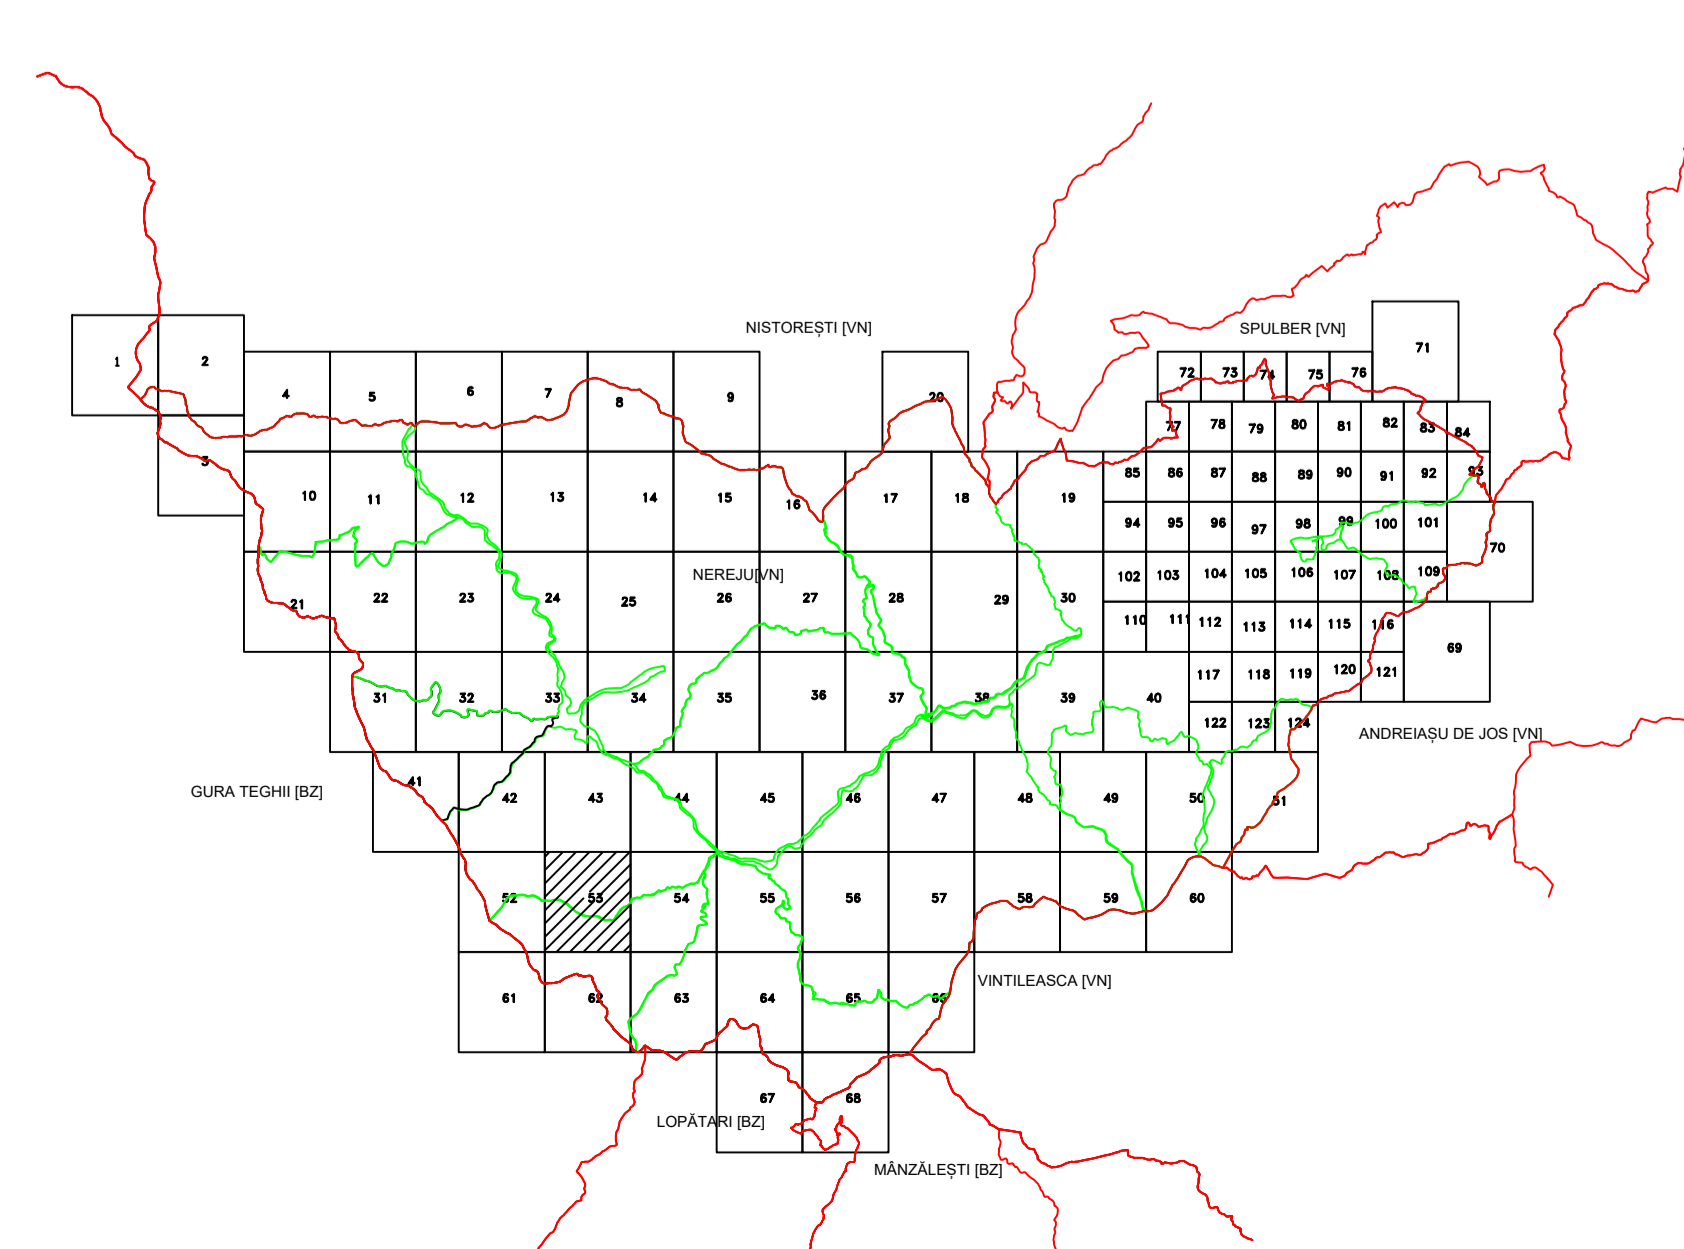 NISTOREȘTI [VN]
SPULBER [VN]
1 2 71
4 5 6 7 8 9 20 72 73 74 75 76
3 77 78 79 80 81 82 83 84
10 11 12 13 14 15 16 17 18 19 85 86 87 88 89 90 91 92 93
94 95 96 97 98 99 100 101
70
NEREJU[VN]
21 22 23 24 25 26 27 28 29 30 102 103 104 105 106 107 108 109
110 111 112 113 114 115 116
69
31 32 33 34 35 36 37 38 39 40 117 118 119 120 121
122 123 124
ANDREIAȘU DE JOS [VN]
GURA TEGHII [BZ]
41 42 43 44 45 46 47 48 49 50 51
52 53 54 55 56 57 58 59 60
VINTILEASCA [VN]
61 62 63 64 65 66
67 68
LOPĂTARI [BZ]
MÂNZĂLEȘTI [BZ]